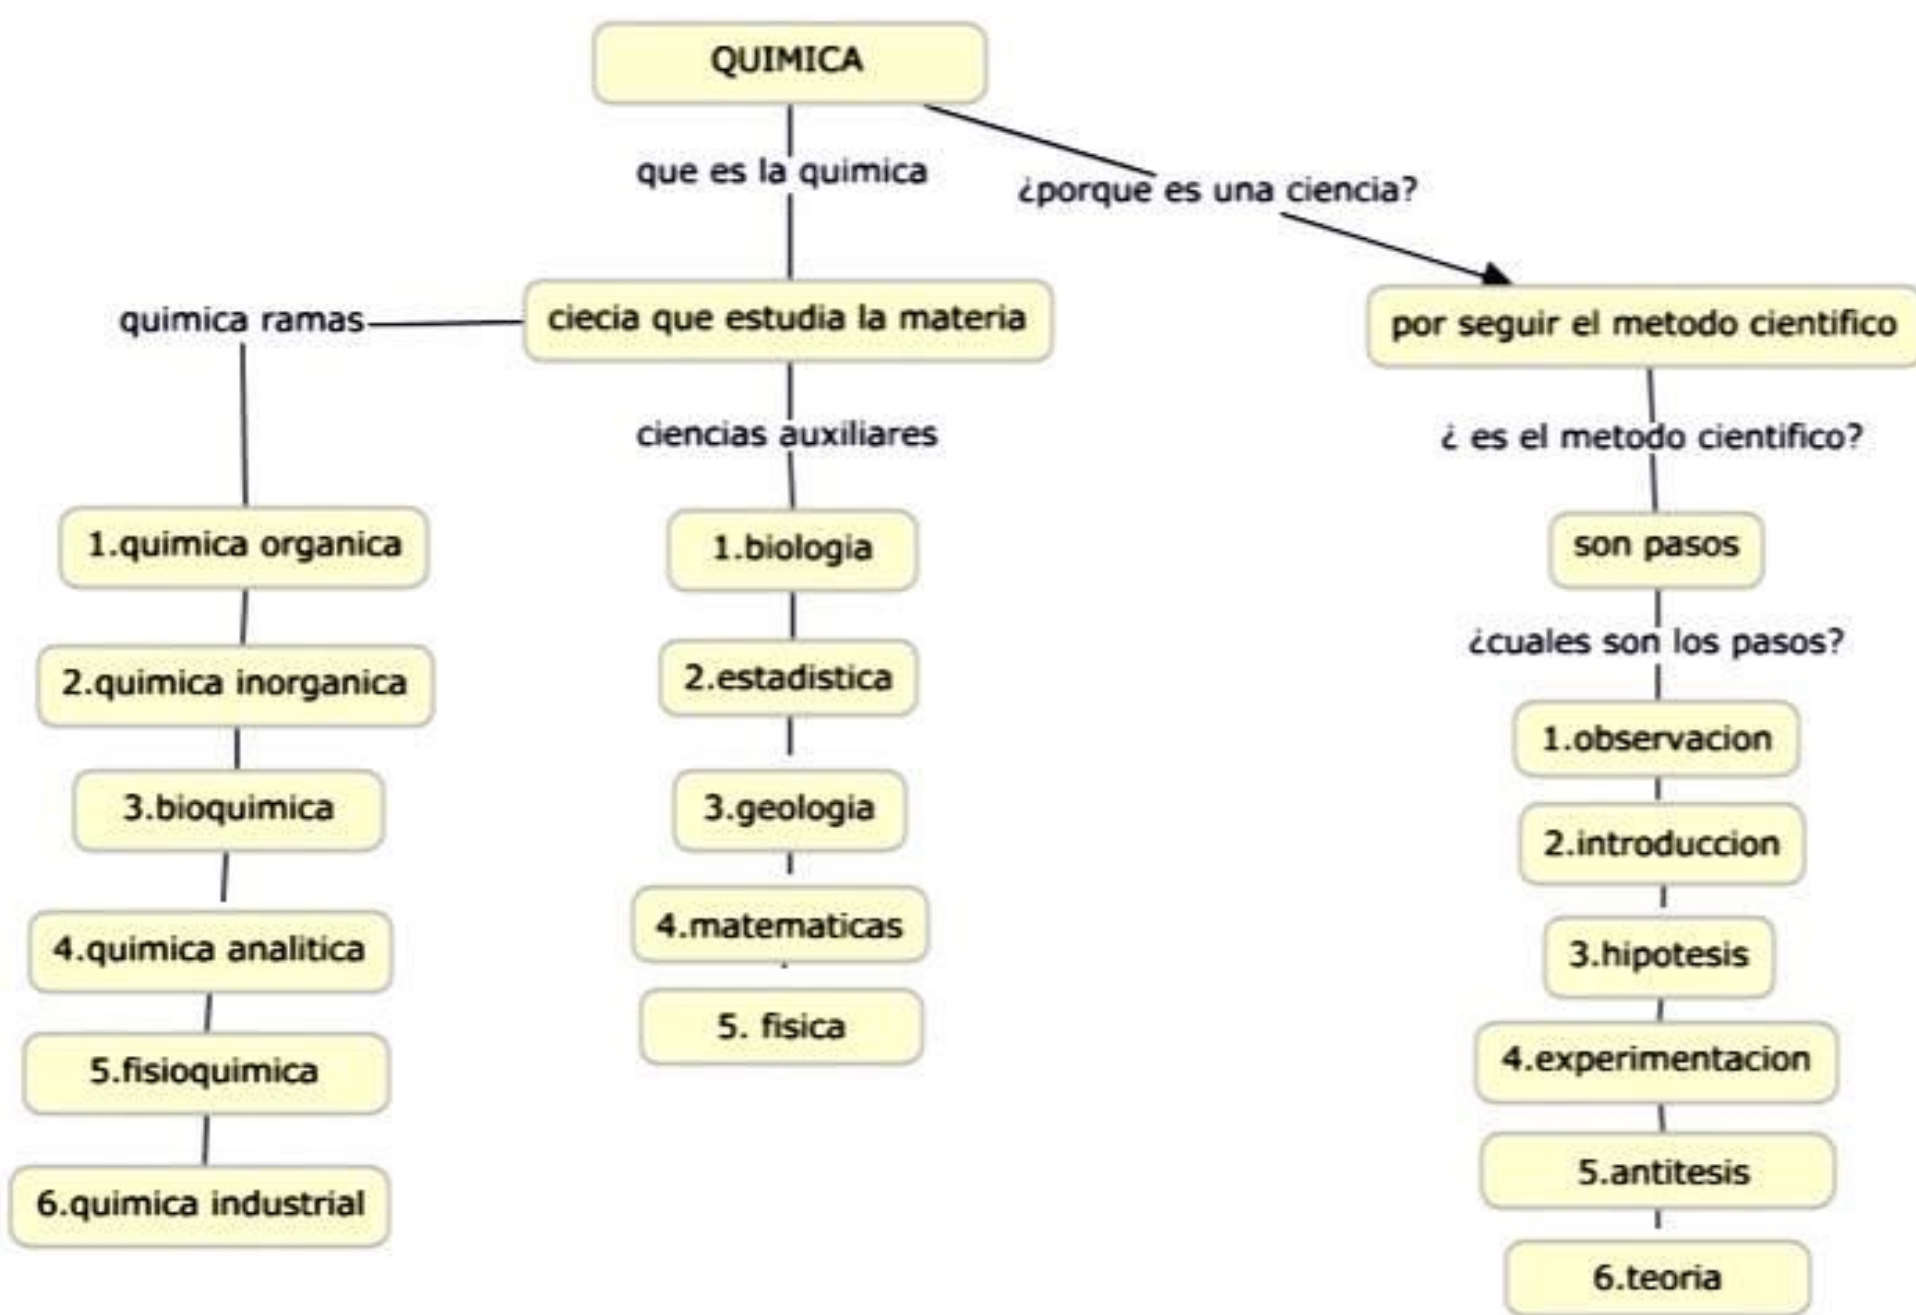 QUIMICA
que es la quimica
¿porque es una ciencia?
quimica ramas
ciecia que estudia la materia
por seguir el metodo cientifico
ciencias auxiliares
¿ es el metodo cientifico?
1.quimica organica
1.biologia
son pasos
¿cuales son los pasos?
2.quimica inorganica
2.estadistica
1.observacion
3.bioquimica
3.geologia
2.introduccion
4.quimica analitica
4.matematicas
3.hipotesis
5.fisioquimica
5. fisica
4.experimentacion
6.quimica industrial
5.antitesis
6.teoria